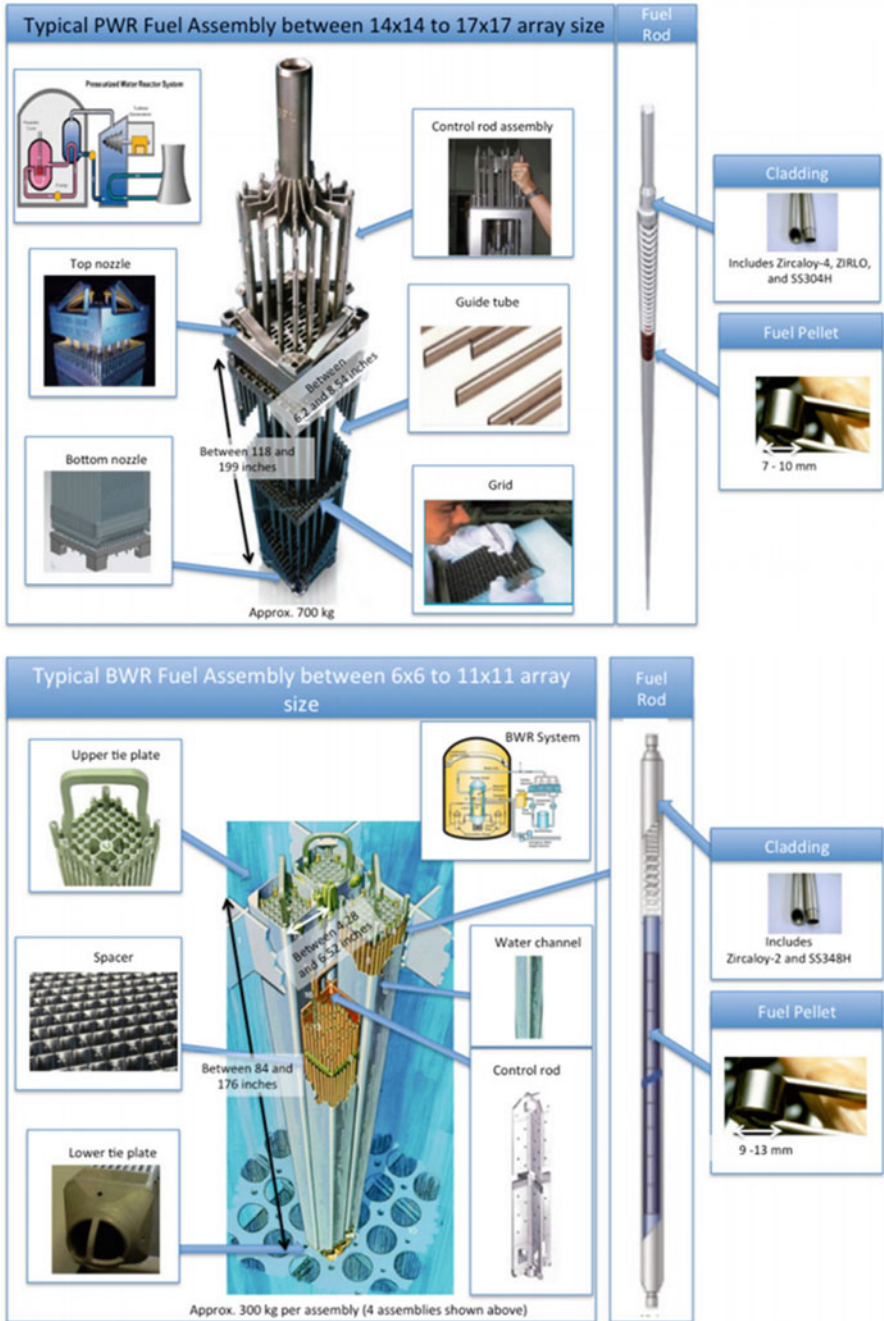 Typical PWR Fuel Assembly between 14x14 to 17x17 array size
Fuel
Rod
Pressurized Water Reactor System
Control rod assembly
Top nozzle
Guide tube
Between
6.2 and 8.54 inches
Between 118 and
199 inches
Bottom nozzle
Grid
Approx. 700 kg
Cladding
Includes Zircaloy-4, ZIRLO,
and SS304H
Fuel Pellet
7 - 10 mm
Typical BWR Fuel Assembly between 6x6 to 11x11 array
size
Fuel
Rod
Upper tie plate
BWR System
Between 4.28
and 6.52 inches
Water channel
Spacer
Between 84 and
176 inches
Control rod
Lower tie plate
Approx. 300 kg per assembly (4 assemblies shown above)
Cladding
Includes
Zircaloy-2 and SS348H
Fuel Pellet
9 -13 mm